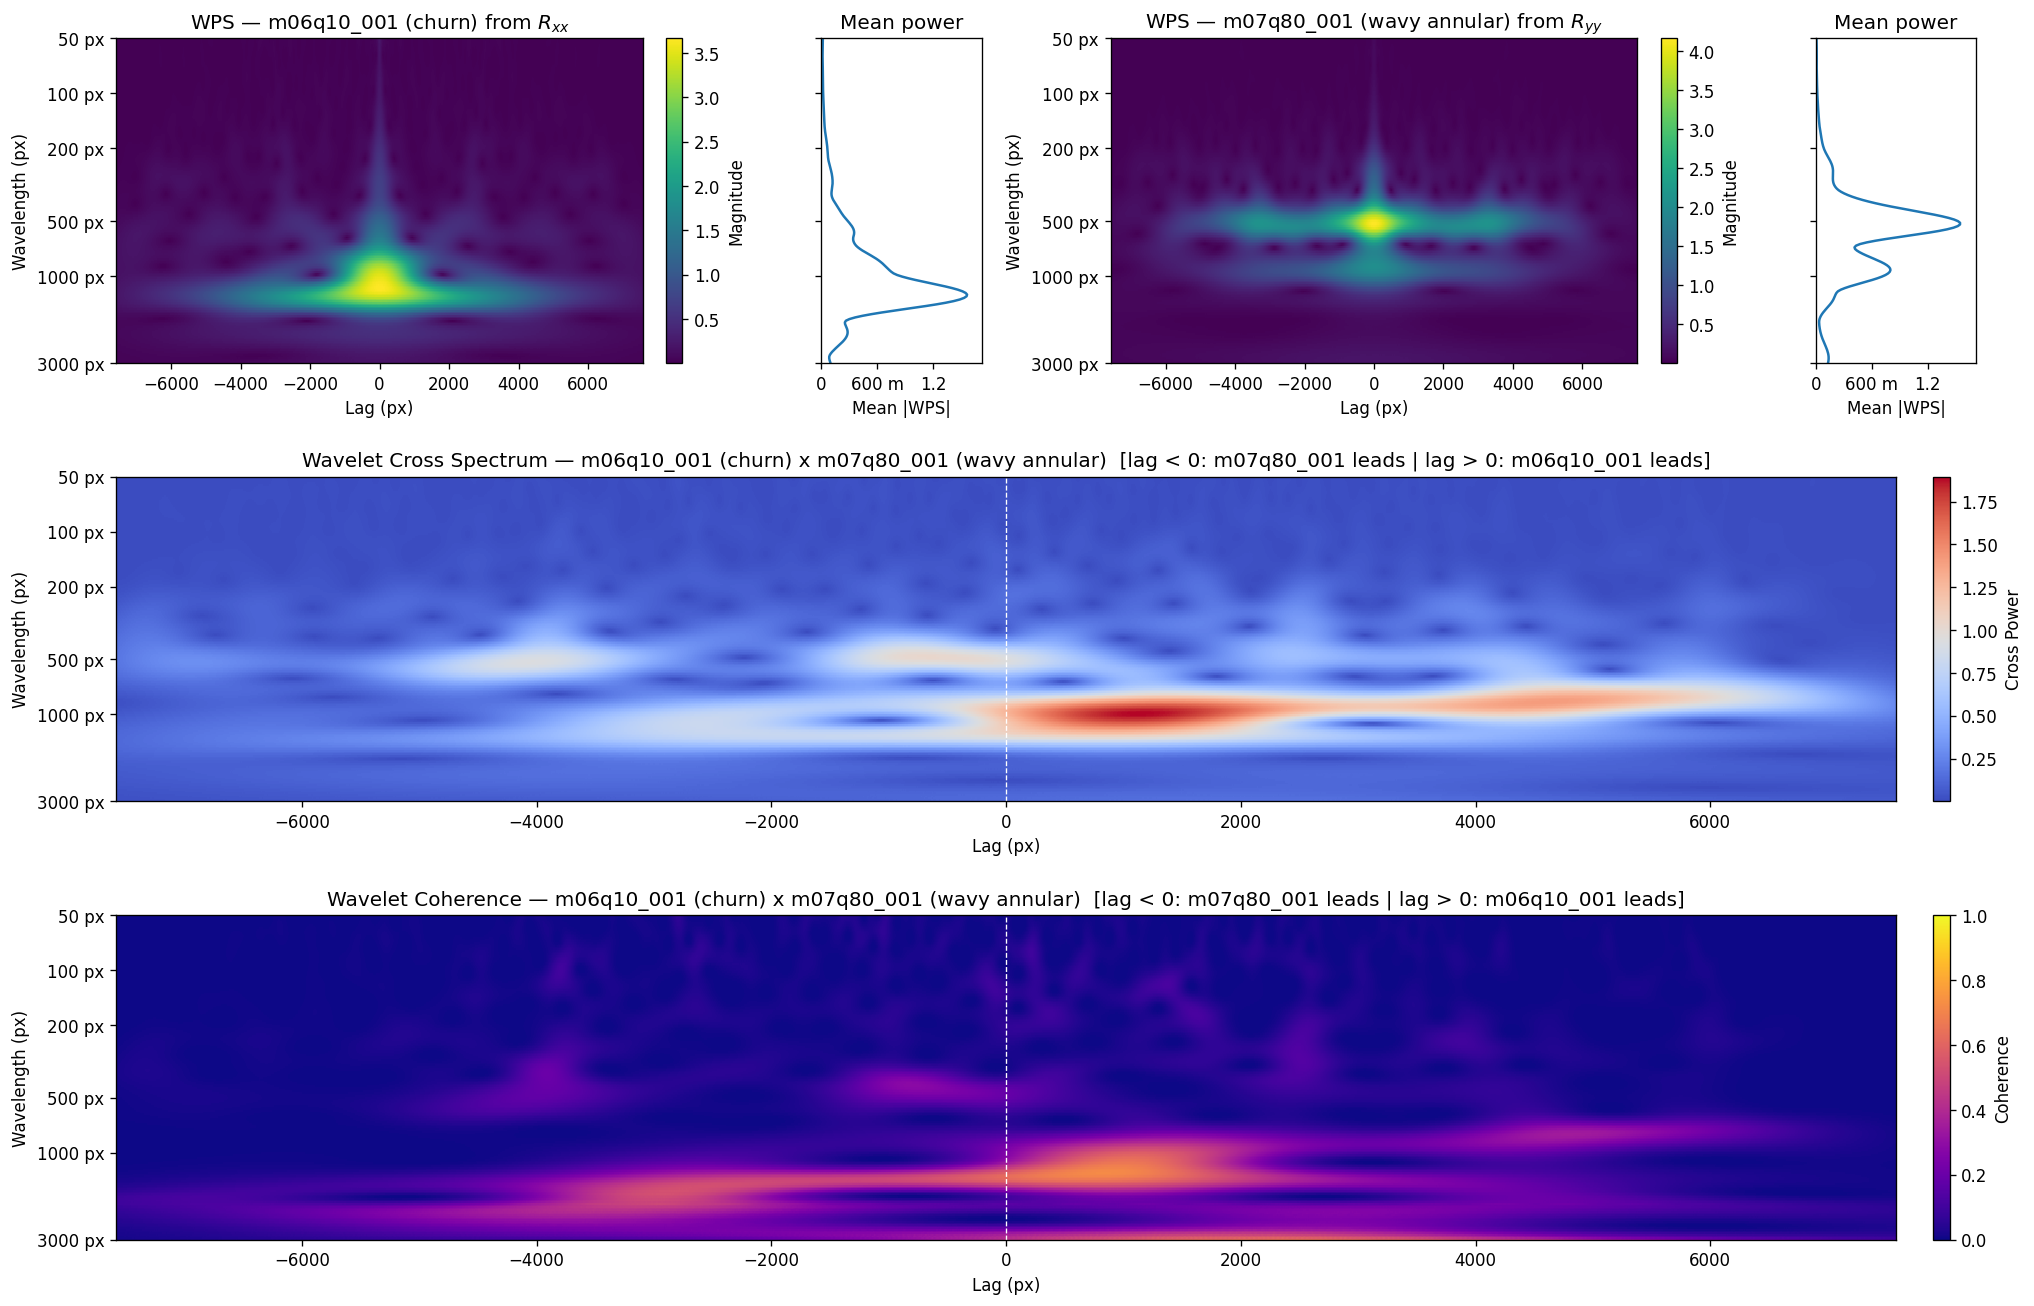 WPS — m06q10_001 (churn) from Rxx
Mean power
WPS — m07q80_001 (wavy annular) from Ryy
Mean power
50 px
100 px
200 px
500 px
1000 px
3000 px
Wavelength (px)
−6000 −4000 −2000 0 2000 4000 6000
Lag (px)
3.5
3.0
2.5
2.0
1.5
1.0
0.5
Magnitude
0 600 m 1.2
Mean |WPS|
50 px
100 px
200 px
500 px
1000 px
3000 px
Wavelength (px)
−6000 −4000 −2000 0 2000 4000 6000
Lag (px)
4.0
3.5
3.0
2.5
2.0
1.5
1.0
0.5
Magnitude
0 600 m 1.2
Mean |WPS|
Wavelet Cross Spectrum — m06q10_001 (churn) x m07q80_001 (wavy annular) [lag < 0: m07q80_001 leads | lag > 0: m06q10_001 leads]
50 px
100 px
200 px
500 px
1000 px
3000 px
Wavelength (px)
−6000 −4000 −2000 0 2000 4000 6000
Lag (px)
1.75
1.50
1.25
1.00
0.75
0.50
0.25
Cross Power
Wavelet Coherence — m06q10_001 (churn) x m07q80_001 (wavy annular) [lag < 0: m07q80_001 leads | lag > 0: m06q10_001 leads]
50 px
100 px
200 px
500 px
1000 px
3000 px
Wavelength (px)
−6000 −4000 −2000 0 2000 4000 6000
Lag (px)
1.0
0.8
0.6
0.4
0.2
0.0
Coherence